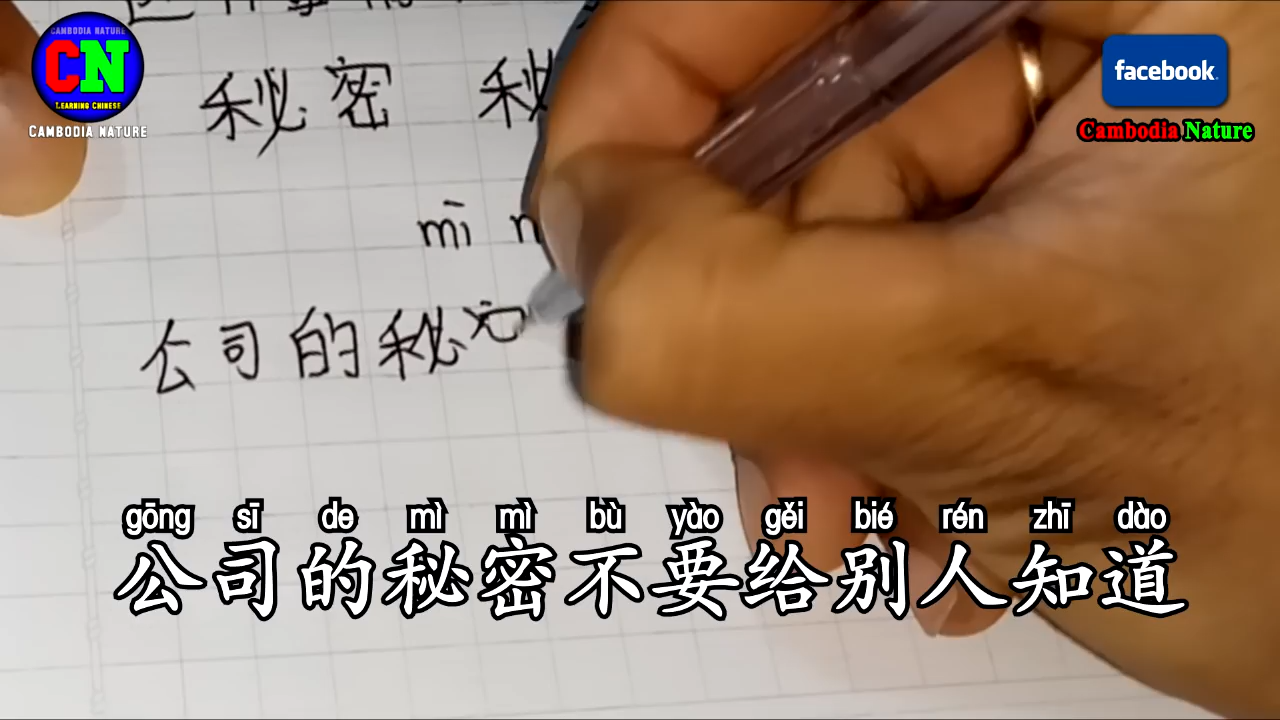 CAMBODIA NATURE
CN
LEARNING CHINESE
CAMBODIA NATURE
facebook
Cambodia Nature
秘密 秘
mì
公司的秘
gōng sī de mì mì bù yào gěi bié rén zhī dào
公司的秘密不要给别人知道